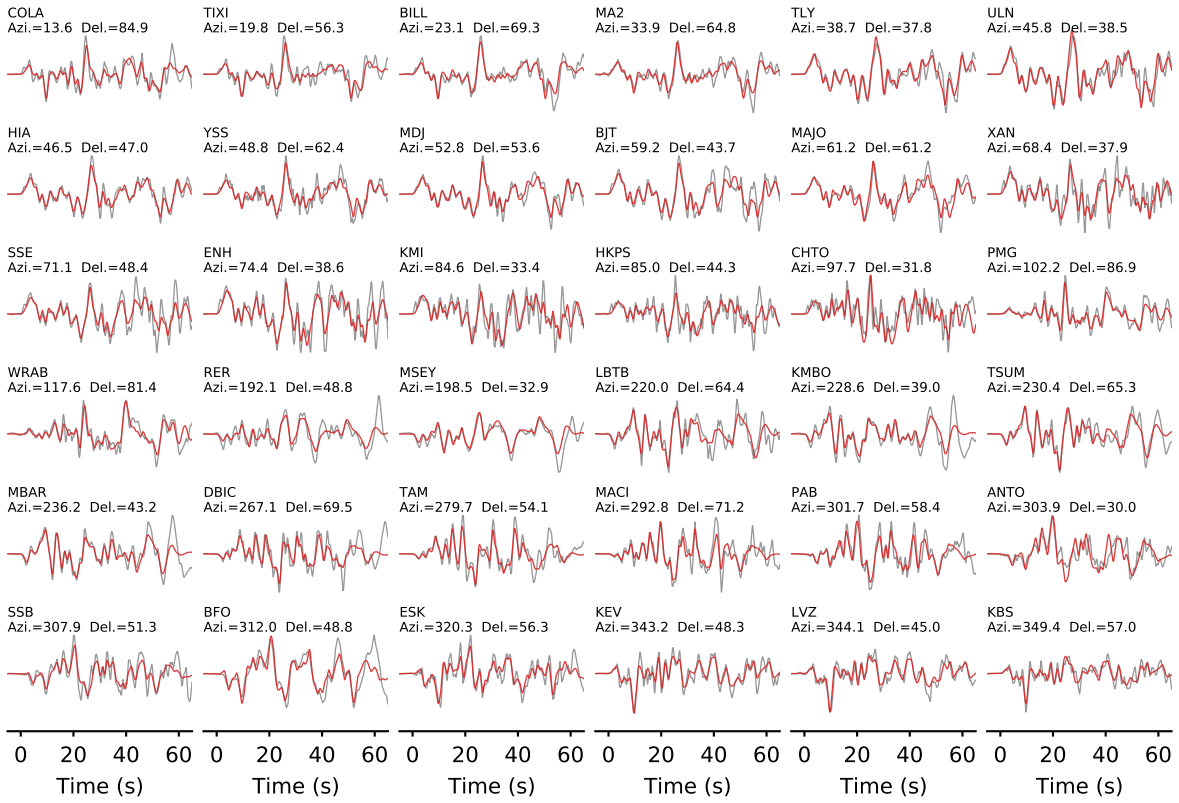 COLA
Azi.=13.6 Del.=84.9
TIXI
Azi.=19.8 Del.=56.3
BILL
Azi.=23.1 Del.=69.3
MA2
Azi.=33.9 Del.=64.8
TLY
Azi.=38.7 Del.=37.8
ULN
Azi.=45.8 Del.=38.5
HIA
Azi.=46.5 Del.=47.0
YSS
Azi.=48.8 Del.=62.4
MDJ
Azi.=52.8 Del.=53.6
BJT
Azi.=59.2 Del.=43.7
MAJO
Azi.=61.2 Del.=61.2
XAN
Azi.=68.4 Del.=37.9
SSE
Azi.=71.1 Del.=48.4
ENH
Azi.=74.4 Del.=38.6
KMI
Azi.=84.6 Del.=33.4
HKPS
Azi.=85.0 Del.=44.3
CHTO
Azi.=97.7 Del.=31.8
PMG
Azi.=102.2 Del.=86.9
WRAB
Azi.=117.6 Del.=81.4
RER
Azi.=192.1 Del.=48.8
MSEY
Azi.=198.5 Del.=32.9
LBTB
Azi.=220.0 Del.=64.4
KMBO
Azi.=228.6 Del.=39.0
TSUM
Azi.=230.4 Del.=65.3
MBAR
Azi.=236.2 Del.=43.2
DBIC
Azi.=267.1 Del.=69.5
TAM
Azi.=279.7 Del.=54.1
MACI
Azi.=292.8 Del.=71.2
PAB
Azi.=301.7 Del.=58.4
ANTO
Azi.=303.9 Del.=30.0
SSB
Azi.=307.9 Del.=51.3
BFO
Azi.=312.0 Del.=48.8
ESK
Azi.=320.3 Del.=56.3
KEV
Azi.=343.2 Del.=48.3
LVZ
Azi.=344.1 Del.=45.0
KBS
Azi.=349.4 Del.=57.0
0 20 40 60
0 20 40 60
0 20 40 60
0 20 40 60
0 20 40 60
0 20 40 60
Time (s)
Time (s)
Time (s)
Time (s)
Time (s)
Time (s)